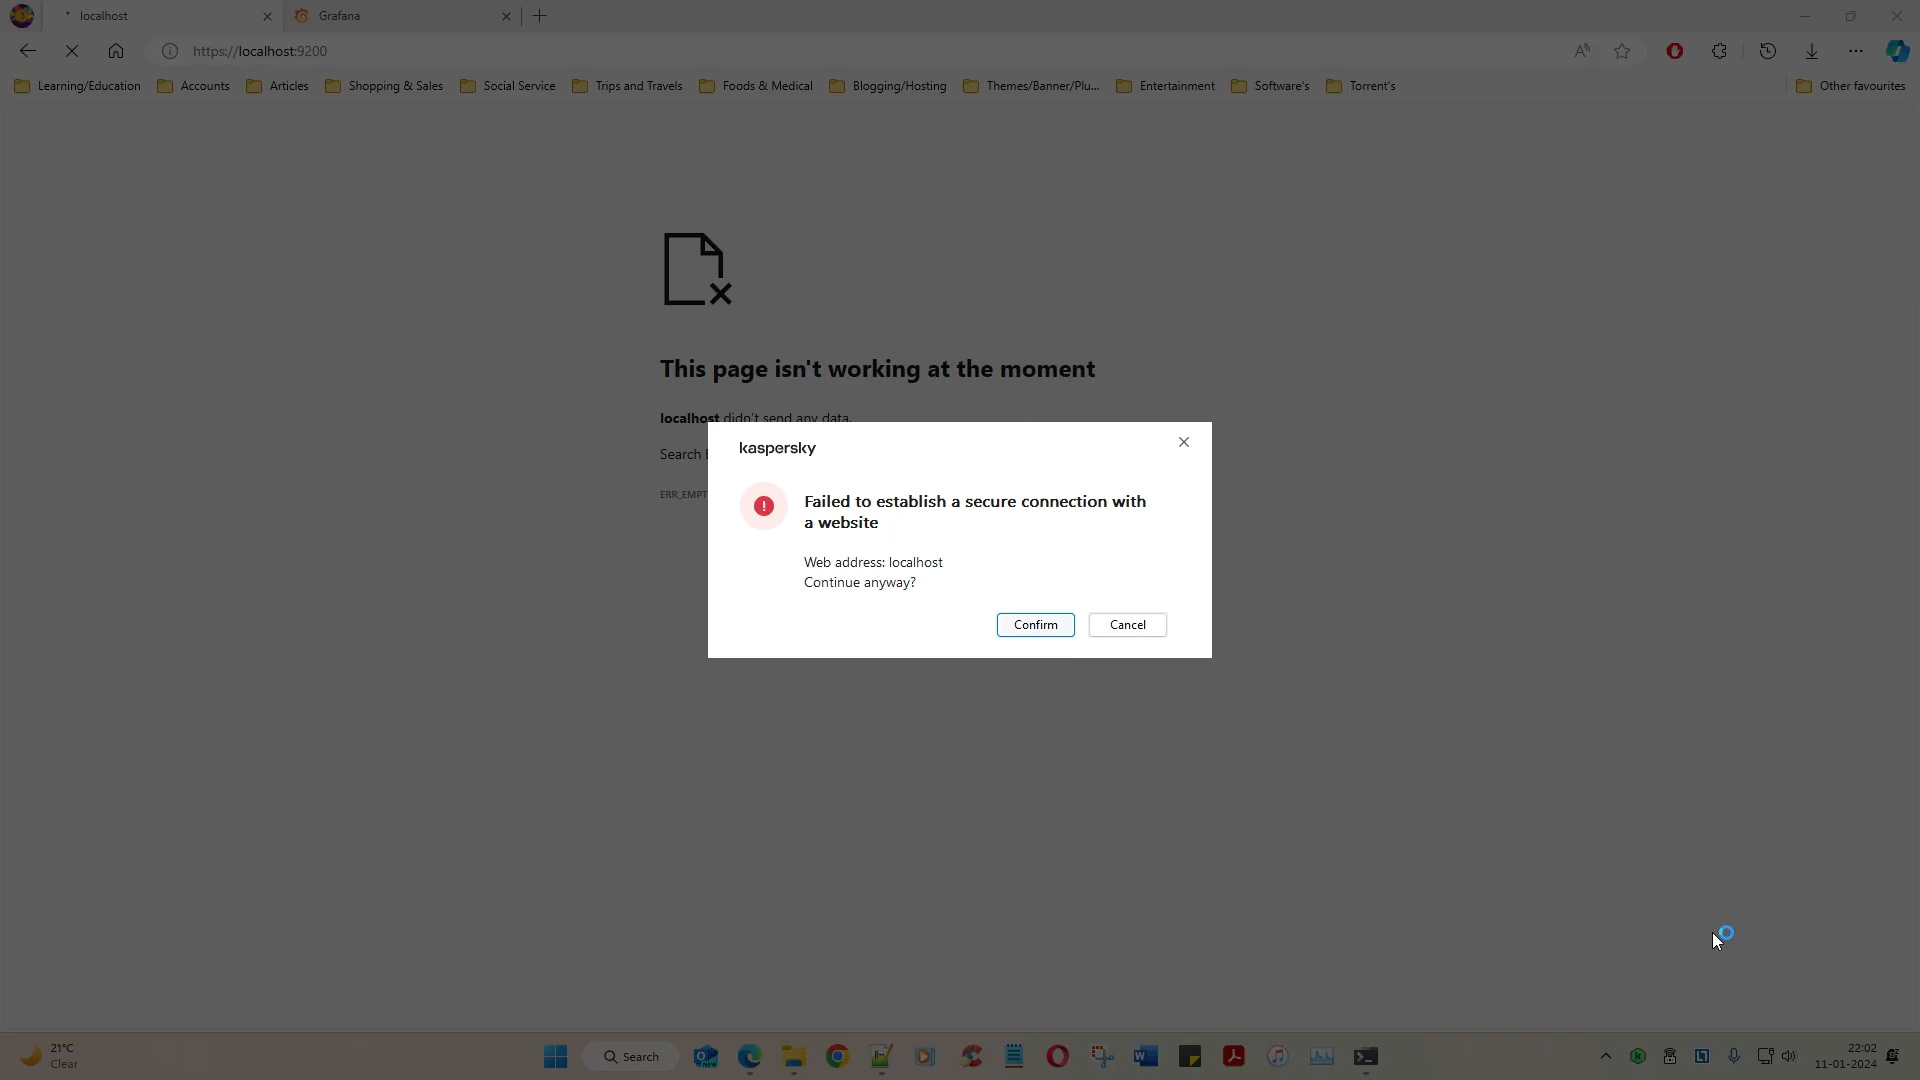 localhost
Grafana
https://localhost:9200
Learning/Education
Accounts
Articles
Shopping & Sales
Social Service
Trips and Travels
Foods & Medical
Blogging/Hosting
Themes/Banner/Plu...
Entertainment
Software's
Torrent's
Other favourites
This page isn't working at the moment
localhost didn't send any data.
Search
ERR_EMPT
kaspersky
Failed to establish a secure connection with
a website
Web address: localhost
Continue anyway?
Confirm
Cancel
21°C
Clear
Search
NEW
22:02
11-01-2024